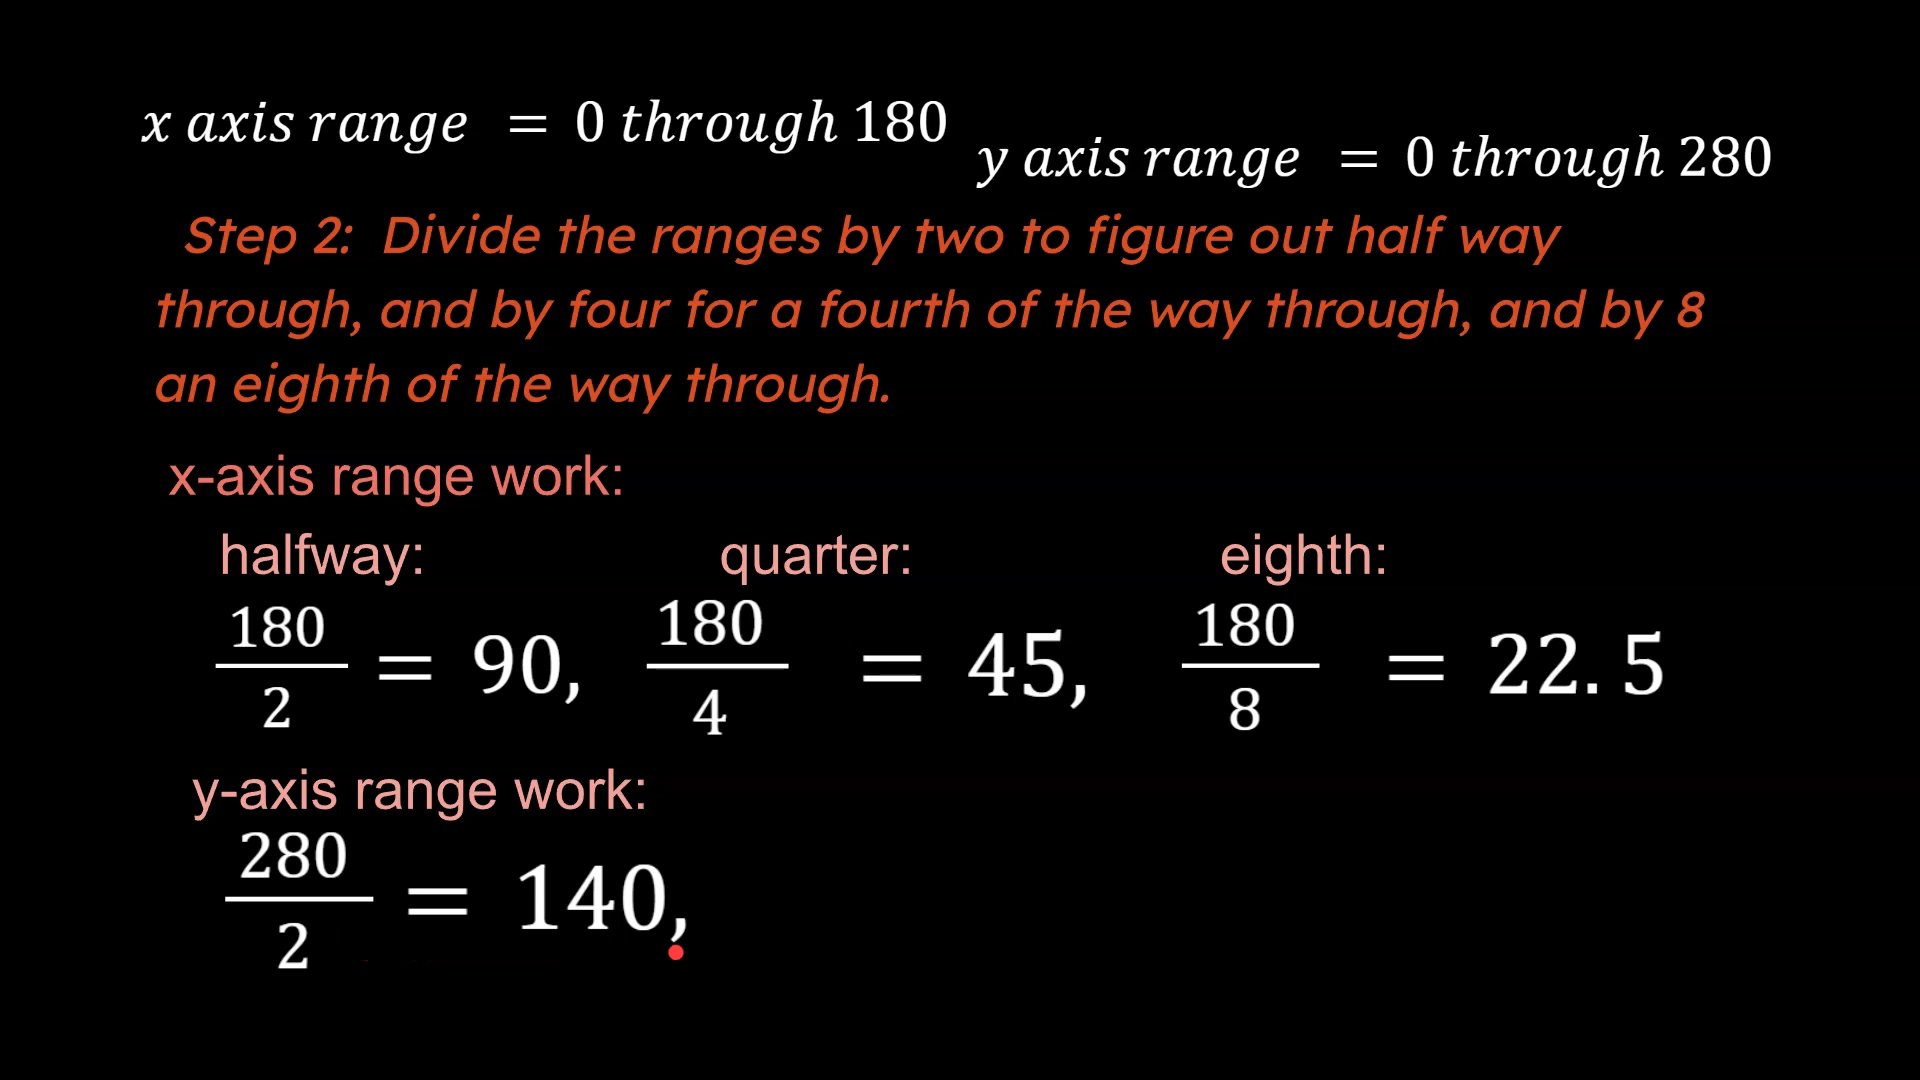 x axis range = 0 through 180
y axis range = 0 through 280
Step 2: Divide the ranges by two to figure out half way
through, and by four for a fourth of the way through, and by 8
an eighth of the way through.
x-axis range work:
halfway: quarter: eighth:
180/2 = 90, 180/4 = 45, 180/8 = 22.5
y-axis range work:
280/2 = 140,